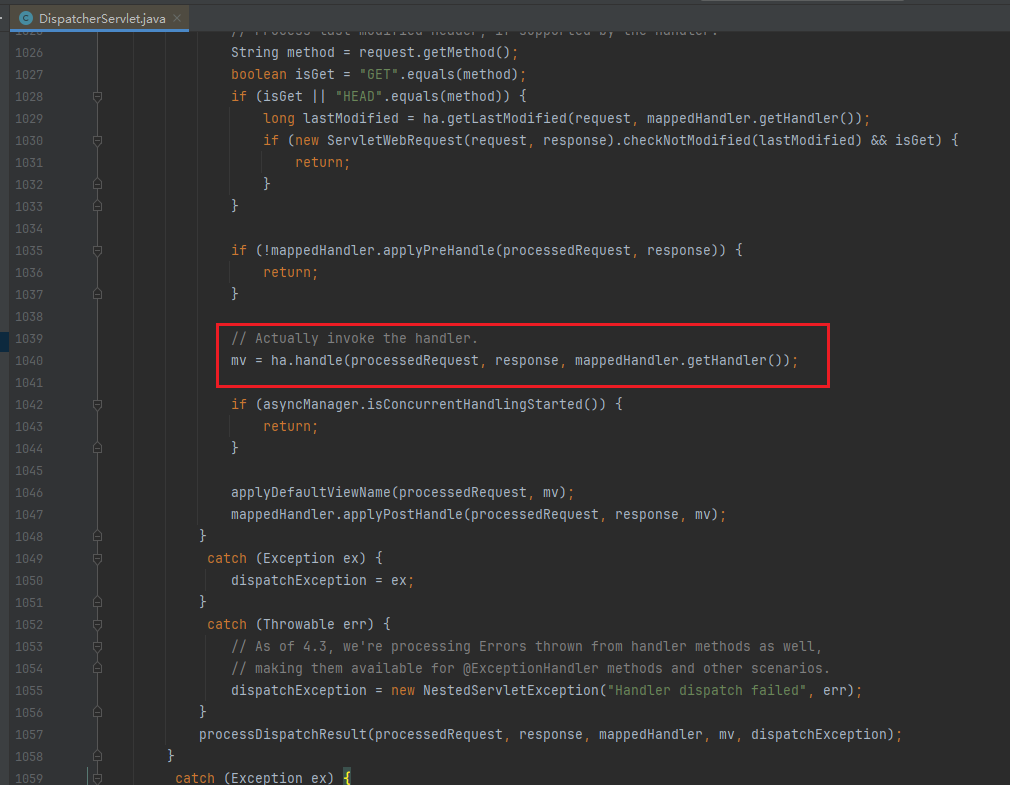 DispatcherServlet.java
// Process last-modified header, if supported by the handler.
1026 String method = request.getMethod();
1027 boolean isGet = "GET".equals(method);
1028 if (isGet || "HEAD".equals(method)) {
1029 long lastModified = ha.getLastModified(request, mappedHandler.getHandler());
1030 if (new ServletWebRequest(request, response).checkNotModified(lastModified) && isGet) {
1031 return;
1032 }
1033 }
1034
1035 if (!mappedHandler.applyPreHandle(processedRequest, response)) {
1036 return;
1037 }
1038
1039 // Actually invoke the handler.
1040 mv = ha.handle(processedRequest, response, mappedHandler.getHandler());
1041
1042 if (asyncManager.isConcurrentHandlingStarted()) {
1043 return;
1044 }
1045
1046 applyDefaultViewName(processedRequest, mv);
1047 mappedHandler.applyPostHandle(processedRequest, response, mv);
1048 }
1049 catch (Exception ex) {
1050 dispatchException = ex;
1051 }
1052 catch (Throwable err) {
1053 // As of 4.3, we're processing Errors thrown from handler methods as well,
1054 // making them available for @ExceptionHandler methods and other scenarios.
1055 dispatchException = new NestedServletException("Handler dispatch failed", err);
1056 }
1057 processDispatchResult(processedRequest, response, mappedHandler, mv, dispatchException);
1058 }
1059 catch (Exception ex) {